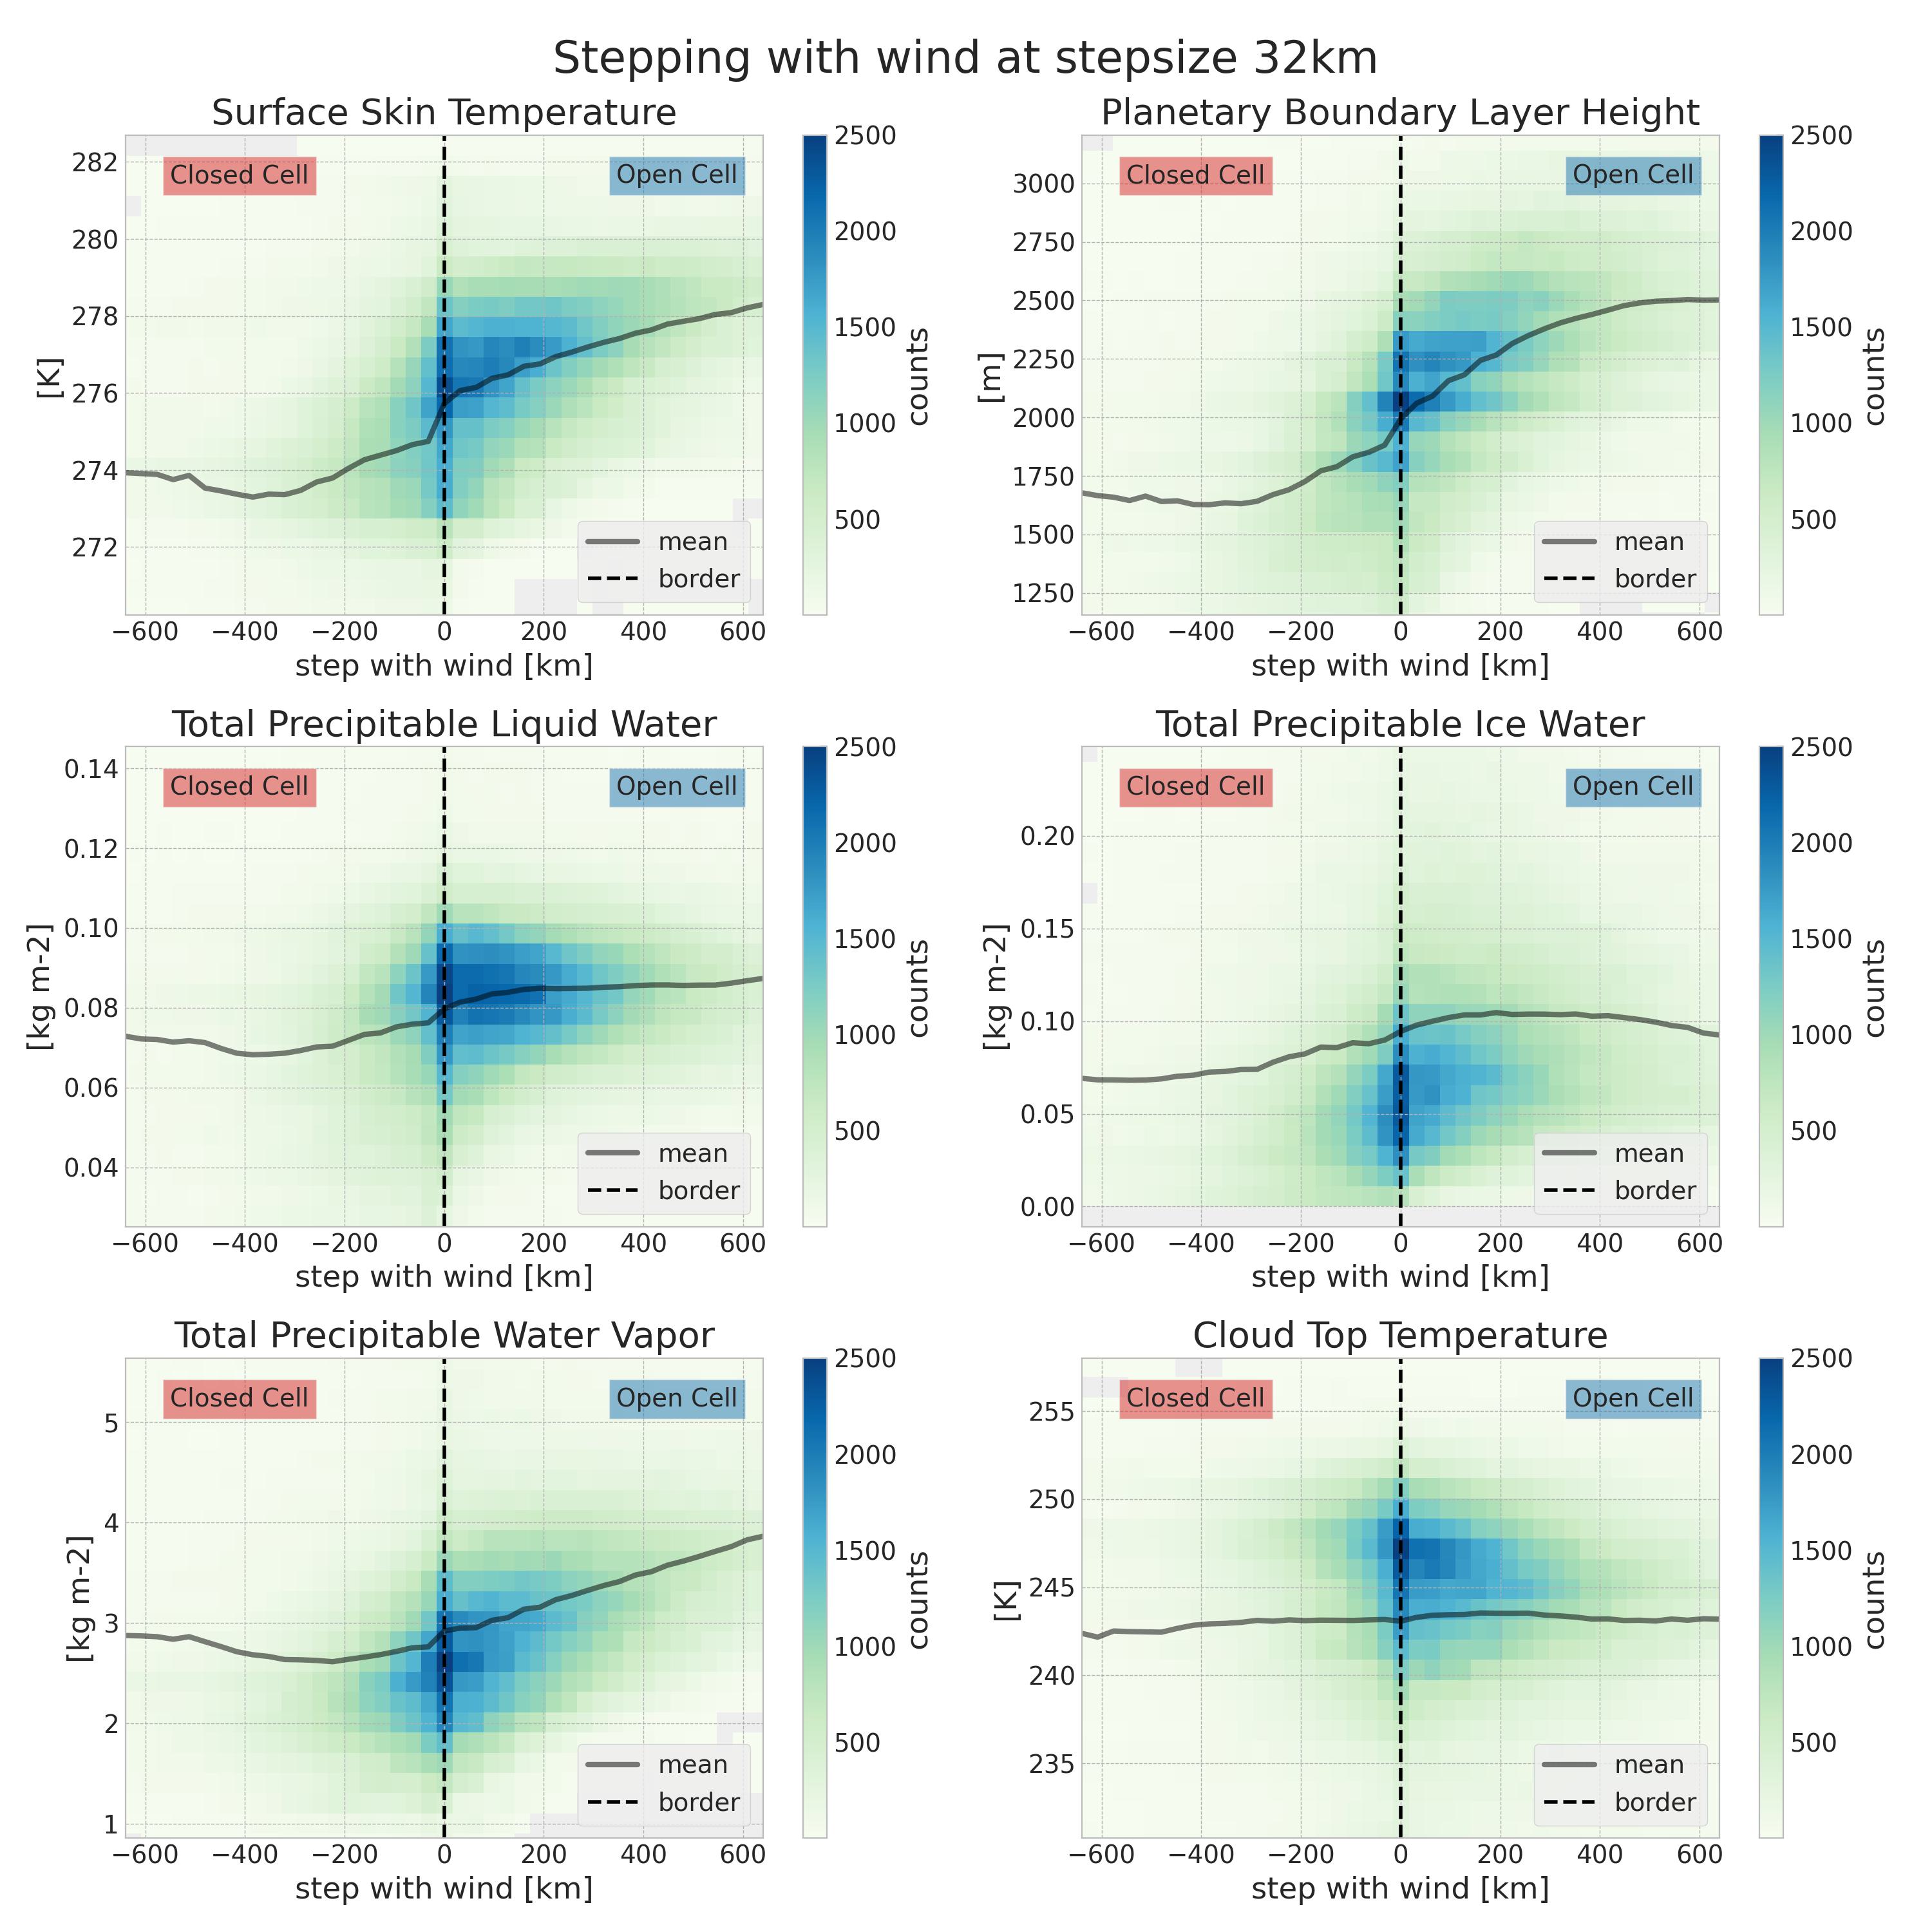 Stepping with wind at stepsize 32km
Surface Skin Temperature
Closed Cell
Open Cell
282
280
278
276
274
272
[K]
mean
border
−600 −400 −200 0 200 400 600
step with wind [km]
2500
2000
1500
1000
500
counts
Planetary Boundary Layer Height
Closed Cell
Open Cell
3000
2750
2500
2250
2000
1750
1500
1250
[m]
mean
border
−600 −400 −200 0 200 400 600
step with wind [km]
2500
2000
1500
1000
500
counts
Total Precipitable Liquid Water
Closed Cell
Open Cell
0.14
0.12
0.10
0.08
0.06
0.04
[kg m-2]
mean
border
−600 −400 −200 0 200 400 600
step with wind [km]
2500
2000
1500
1000
500
counts
Total Precipitable Ice Water
Closed Cell
Open Cell
0.20
0.15
0.10
0.05
0.00
[kg m-2]
mean
border
−600 −400 −200 0 200 400 600
step with wind [km]
2500
2000
1500
1000
500
counts
Total Precipitable Water Vapor
Closed Cell
Open Cell
5
4
3
2
1
[kg m-2]
mean
border
−600 −400 −200 0 200 400 600
step with wind [km]
2500
2000
1500
1000
500
counts
Cloud Top Temperature
Closed Cell
Open Cell
255
250
245
240
235
[K]
mean
border
−600 −400 −200 0 200 400 600
step with wind [km]
2500
2000
1500
1000
500
counts